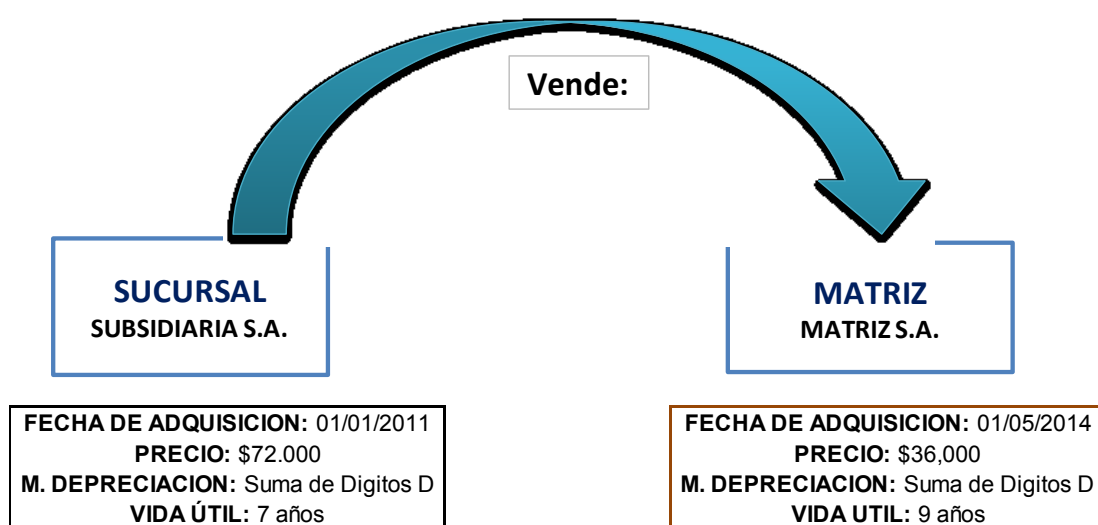 Vende:
SUCURSAL
SUBSIDIARIA S.A.
MATRIZ
MATRIZ S.A.
FECHA DE ADQUISICION: 01/01/2011
PRECIO: $72.000
M. DEPRECIACION: Suma de Digitos D
VIDA ÚTIL: 7 años
FECHA DE ADQUISICION: 01/05/2014
PRECIO: $36,000
M. DEPRECIACION: Suma de Digitos D
VIDA UTIL: 9 años